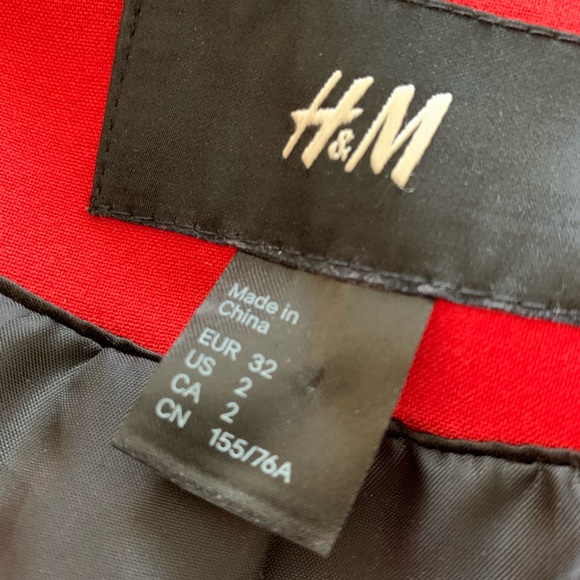 H&M
Made in
China
EUR 32
US 2
CA 2
CN 155/76A